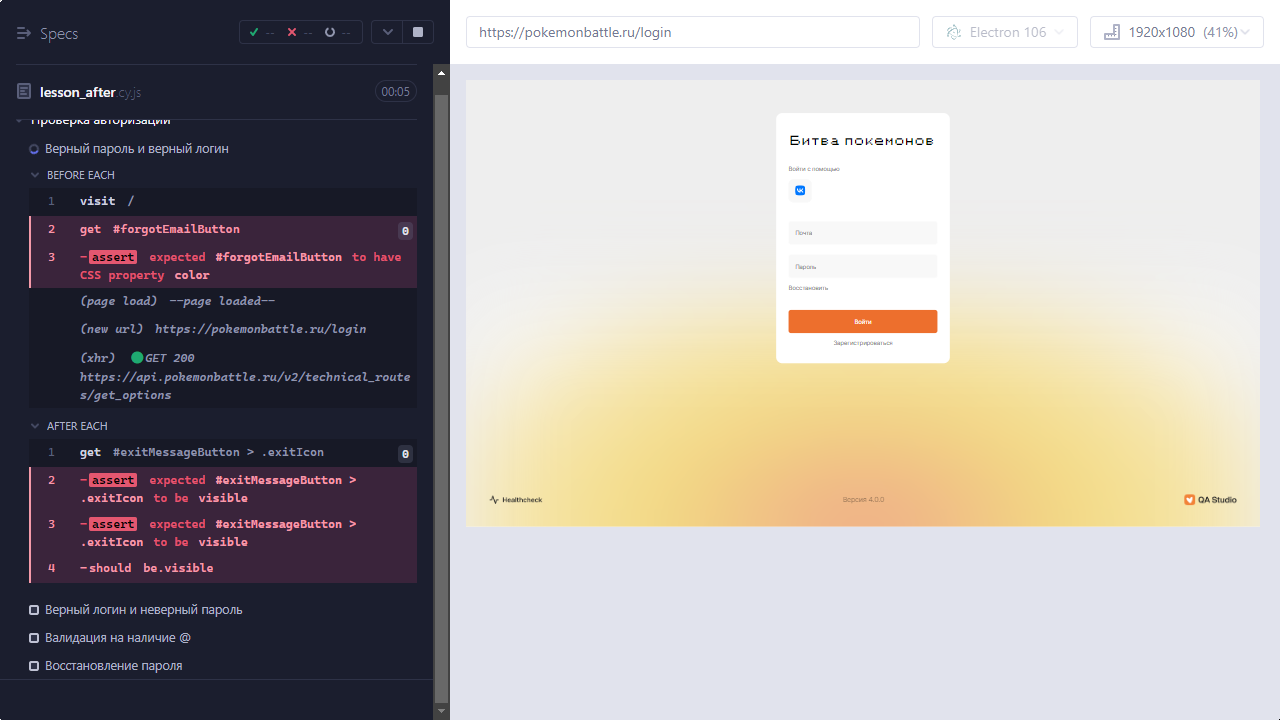 Specs
-- -- --
lesson_after.cy.js
00:05
Проверка авторизации
Верный пароль и верный логин
BEFORE EACH
1 visit /
2 get #forgotEmailButton 0
3 -assert expected #forgotEmailButton to have
CSS property color
(page load) --page loaded--
(new url) https://pokemonbattle.ru/login
(xhr) GET 200
https://api.pokemonbattle.ru/v2/technical_route
s/get_options
AFTER EACH
1 get #exitMessageButton > .exitIcon 0
2 -assert expected #exitMessageButton >
.exitIcon to be visible
3 -assert expected #exitMessageButton >
.exitIcon to be visible
4 -should be.visible
Верный логин и неверный пароль
Валидация на наличие @
Восстановление пароля
https://pokemonbattle.ru/login
Electron 106
1920x1080 (41%)
Битва покемонов
Войти с помощью
Почта
Пароль
Восстановить
Войти
Зарегистрироваться
Healthcheck
Версия 4.0.0
QA Studio